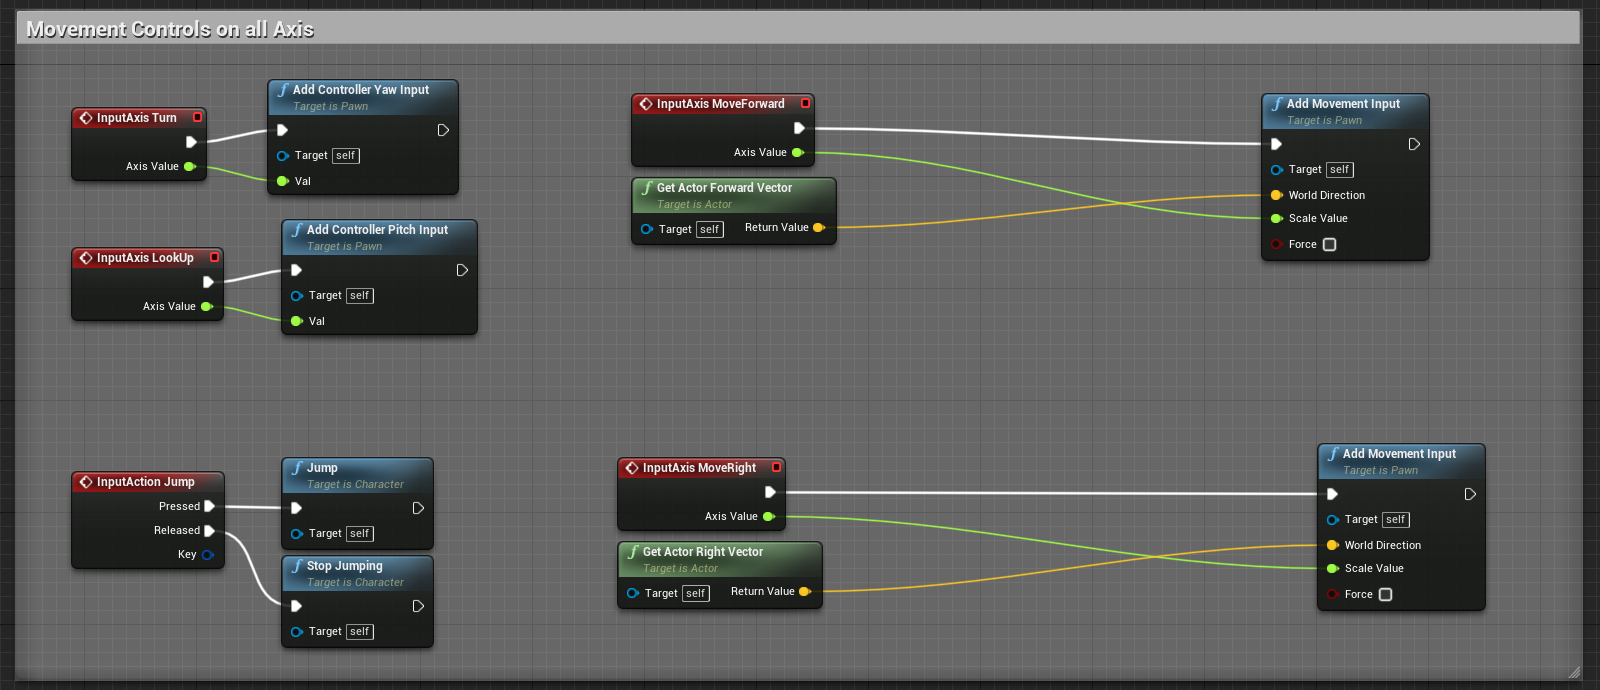 Movement Controls on all Axis
InputAxis Turn
Axis Value
f Add Controller Yaw Input
Target is Pawn
Target self
Val
InputAxis LookUp
Axis Value
f Add Controller Pitch Input
Target is Pawn
Target self
Val
InputAxis MoveForward
Axis Value
f Get Actor Forward Vector
Target is Actor
Target self Return Value
f Add Movement Input
Target is Pawn
Target self
World Direction
Scale Value
Force
InputAction Jump
Pressed
Released
Key
f Jump
Target is Character
Target self
f Stop Jumping
Target is Character
Target self
InputAxis MoveRight
Axis Value
f Get Actor Right Vector
Target is Actor
Target self Return Value
f Add Movement Input
Target is Pawn
Target self
World Direction
Scale Value
Force